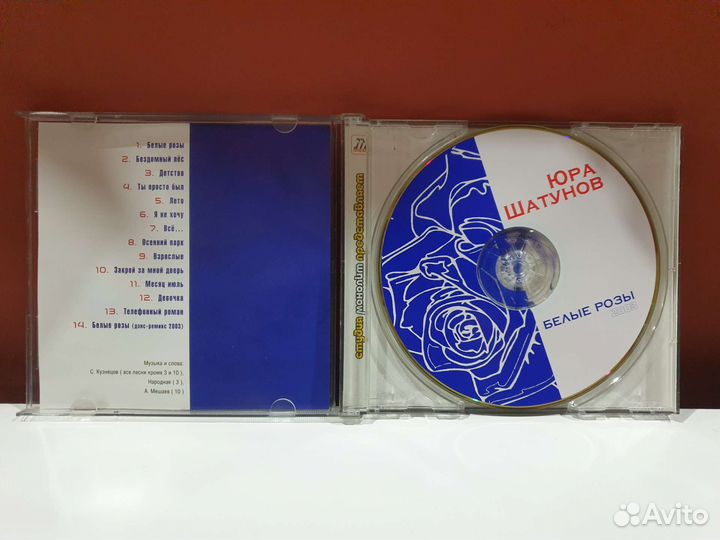 1. Белые розы
2. Бездомный пёс
3. Детство
4. Ты просто был
5. Лето
6. Я не хочу
7. Всё...
8. Осенний парк
9. Взрослые
10. Закрой за мной дверь
11. Месяц июль
12. Девочка
13. Телефонный роман
14. Белые розы (дэнс-ремикс 2003)
Музыка и слова:
С. Кузнецов ( все песни кроме 3 и 10 ).
Народная ( 3 ),
А. Мешаев ( 10 )
студия монолит представляет
ЮРА
ШАТУНОВ
БЕЛЫЕ РОЗЫ
2003
Avito